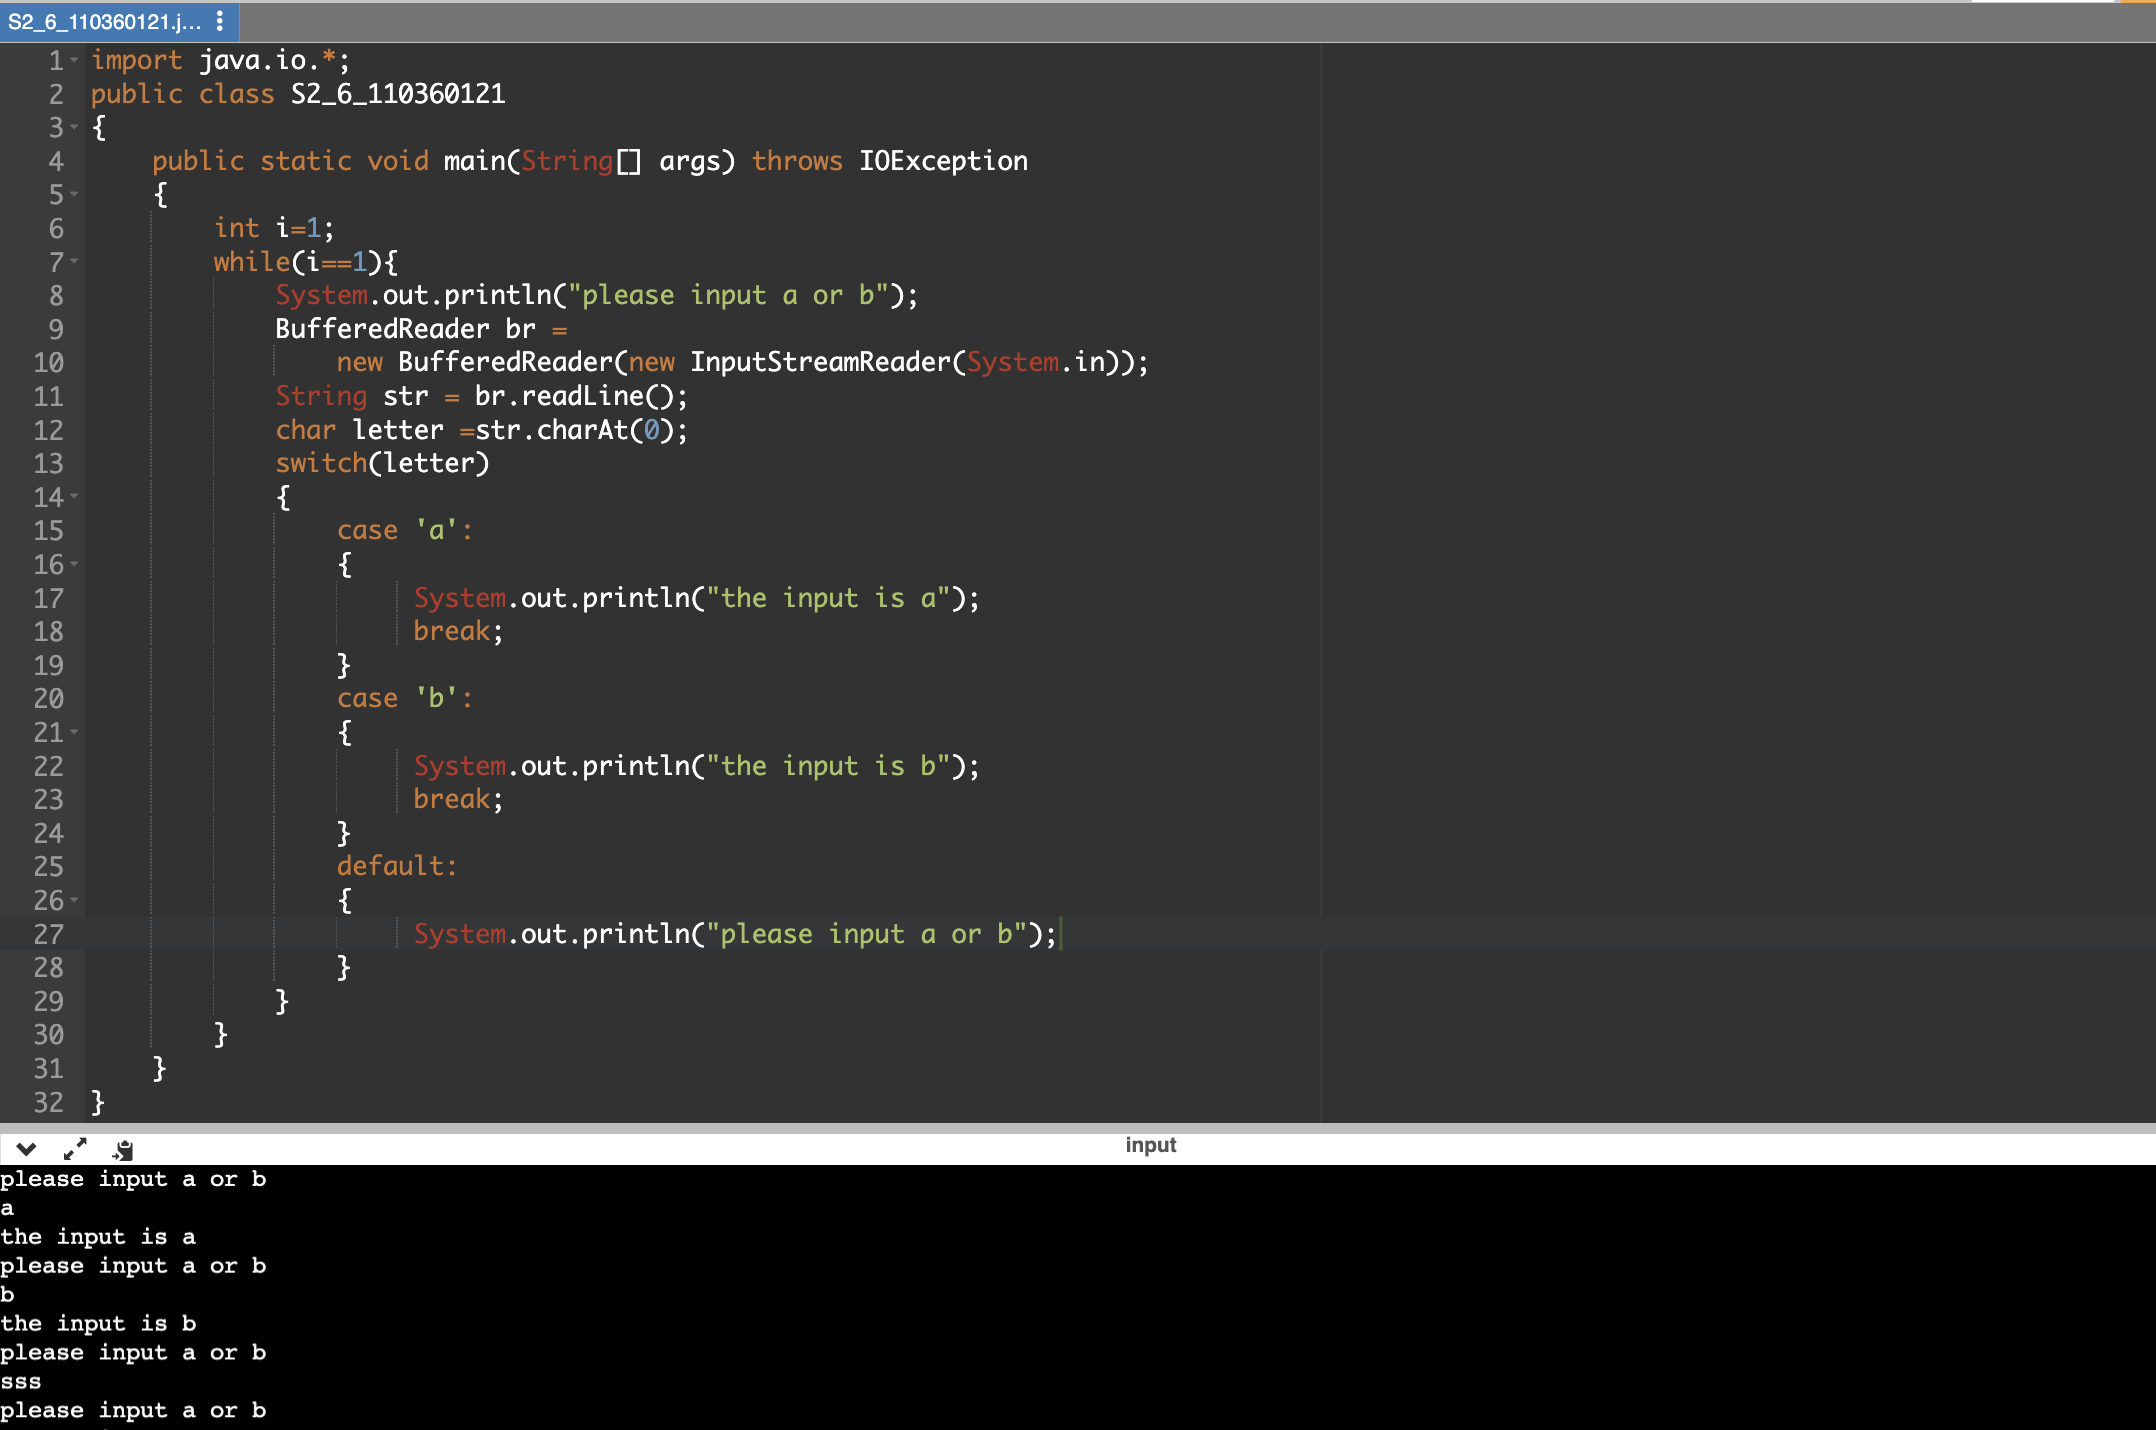 S2_6_110360121.j...
1 import java.io.*;
2 public class S2_6_110360121
3 {
4     public static void main(String[] args) throws IOException
5     {
6         int i=1;
7         while(i==1){
8             System.out.println("please input a or b");
9             BufferedReader br =
10                 new BufferedReader(new InputStreamReader(System.in));
11             String str = br.readLine();
12             char letter =str.charAt(0);
13             switch(letter)
14             {
15                 case 'a':
16                 {
17                      System.out.println("the input is a");
18                      break;
19                 }
20                 case 'b':
21                 {
22                      System.out.println("the input is b");
23                      break;
24                 }
25                 default:
26                 {
27                      System.out.println("please input a or b");
28                 }
29             }
30         }
31     }
32 }
input
please input a or b
a
the input is a
please input a or b
b
the input is b
please input a or b
sss
please input a or b